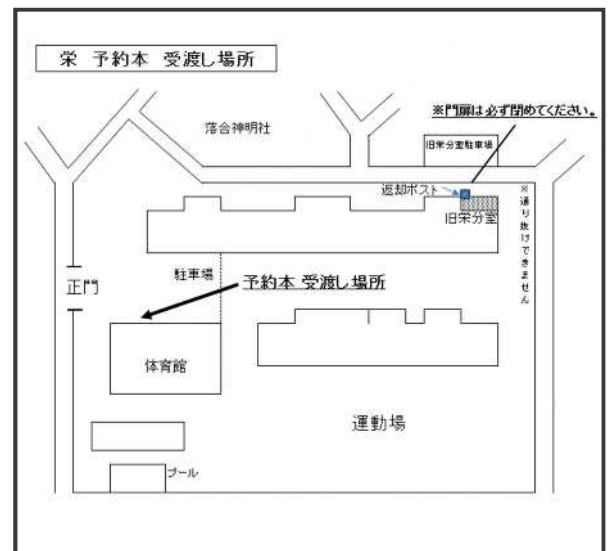 栄　予約本　受渡し場所
※門扉は必ず閉めてください。
落合神明社
旧栄分室駐車場
返却ポスト
旧栄分室
※通り抜けできません
正門
駐車場
予約本 受渡し場所
体育館
運動場
プール